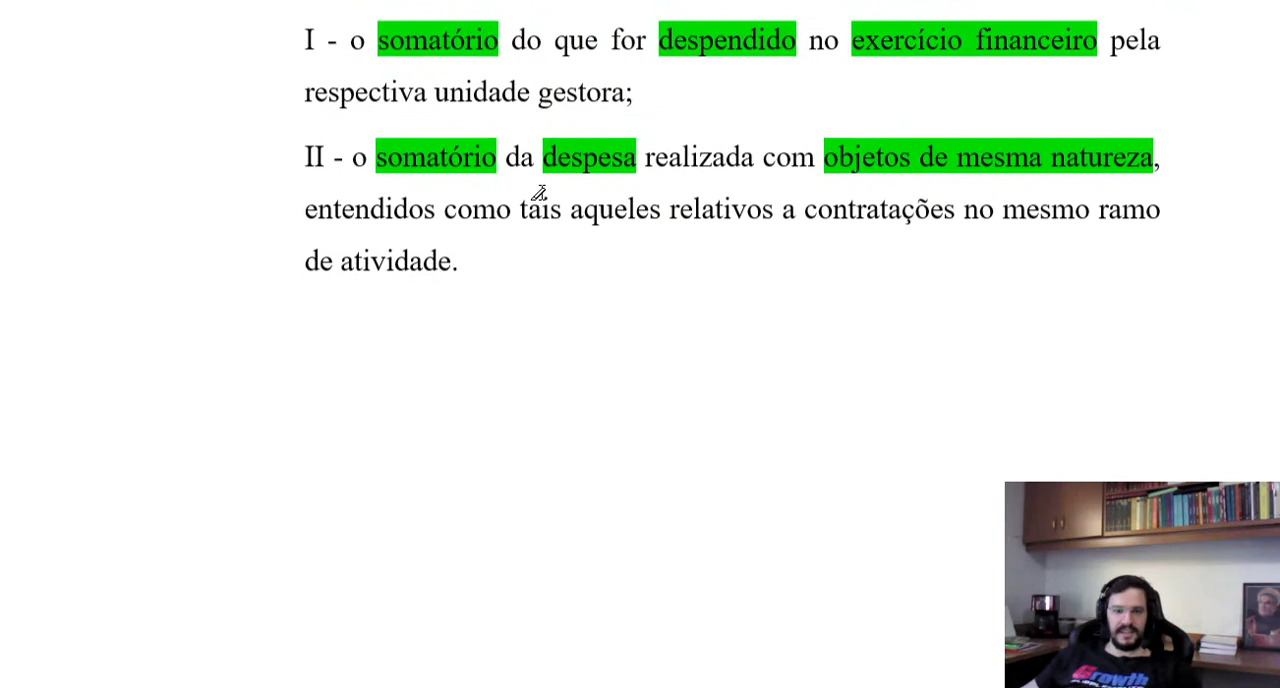 I - o somatório do que for despendido no exercício financeiro pela
respectiva unidade gestora;
II - o somatório da despesa realizada com objetos de mesma natureza,
entendidos como tais aqueles relativos a contratações no mesmo ramo
de atividade.
Growth